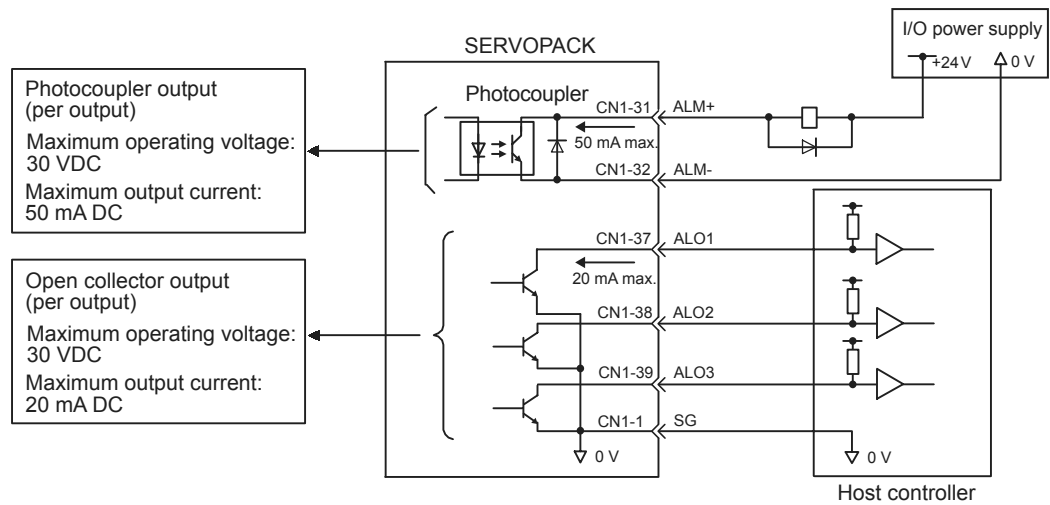 I/O power supply
+24 V
0 V
SERVOPACK
Photocoupler output
(per output)
Maximum operating voltage:
30 VDC
Maximum output current:
50 mA DC
Photocoupler
CN1-31
ALM+
50 mA max.
CN1-32
ALM-
CN1-37
ALO1
20 mA max.
Open collector output
(per output)
Maximum operating voltage:
30 VDC
Maximum output current:
20 mA DC
CN1-38
ALO2
CN1-39
ALO3
CN1-1
SG
0 V
0 V
Host controller